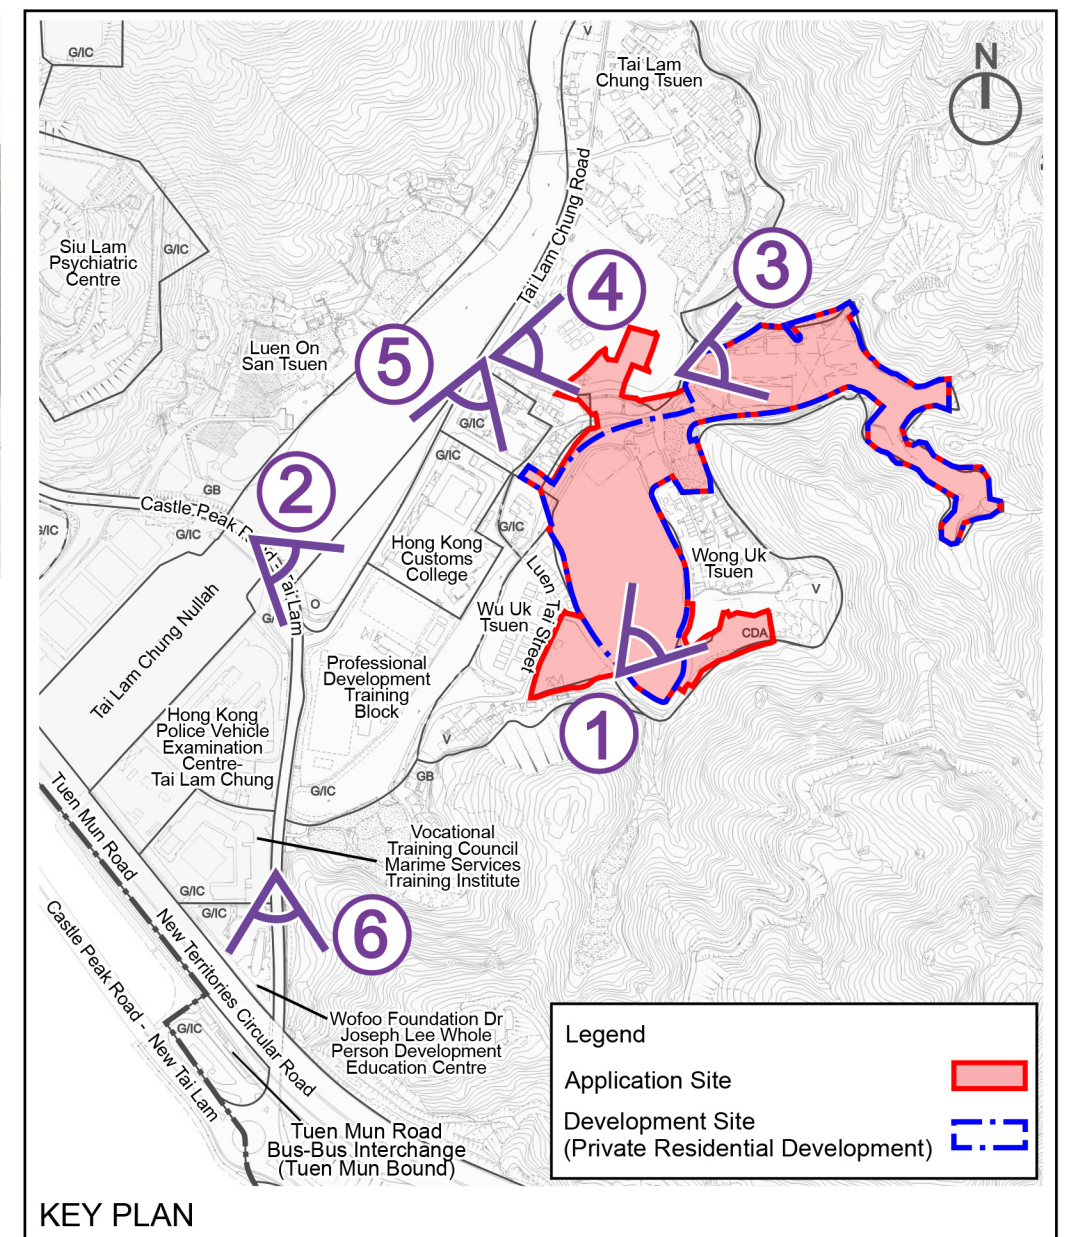 G/IC
V
Tai Lam
Chung Tsuen
N
Tai Lam Chung Road
Siu Lam
Psychiatric
Centre
G/IC
3
4
5
Luen On
San Tsuen
G/IC
G/IC
2
GB
Castle Peak Road - Tai Lam
G/IC
G/IC
Hong Kong
Customs
College
Wong Uk
Tsuen
V
Luen Tai Street
Wu Uk
Tsuen
O
CDA
Tai Lam Chung Nullah
Professional
Development
Training
Block
1
Hong Kong
Police Vehicle
Examination
Centre-
Tai Lam Chung
V
GB
G/IC
Tuen Mun Road
Vocational
Training Council
Marime Services
Training Institute
G/IC
G/IC
6
New Territories Circular Road
Castle Peak Road - New Tai Lam
G/IC
Wofoo Foundation Dr
Joseph Lee Whole
Person Development
Education Centre
Tuen Mun Road
Bus-Bus Interchange
(Tuen Mun Bound)
Legend
Application Site
Development Site
(Private Residential Development)
KEY PLAN